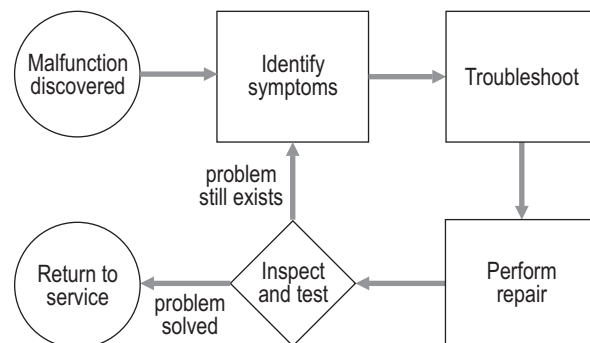 Malfunction
discovered
Identify
symptoms
Troubleshoot
problem
still exists
Return to
service
problem
solved
Inspect
and test
Perform
repair